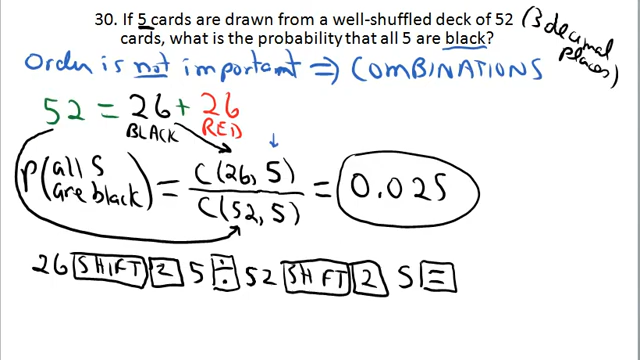 30. If 5 cards are drawn from a well-shuffled deck of 52
cards, what is the probability that all 5 are black?
(3 decimal
places)
Order is not important ⇒ COMBINATIONS
52 = 26 + 26
BLACK RED
P(all 5 are black) = C(26, 5) / C(52, 5) = 0.025
26 SHIFT 2 5 ÷ 52 SHIFT 2 5 =